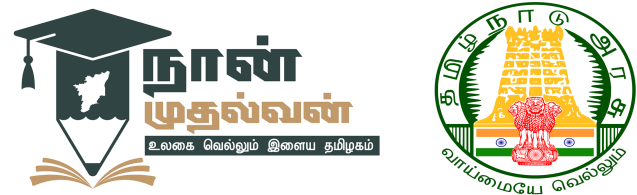 நான்
முதல்வன்
உலகை வெல்லும் இளைய தமிழகம்
தமிழ்நாடு அரசு
வாய்மையே வெல்லும்